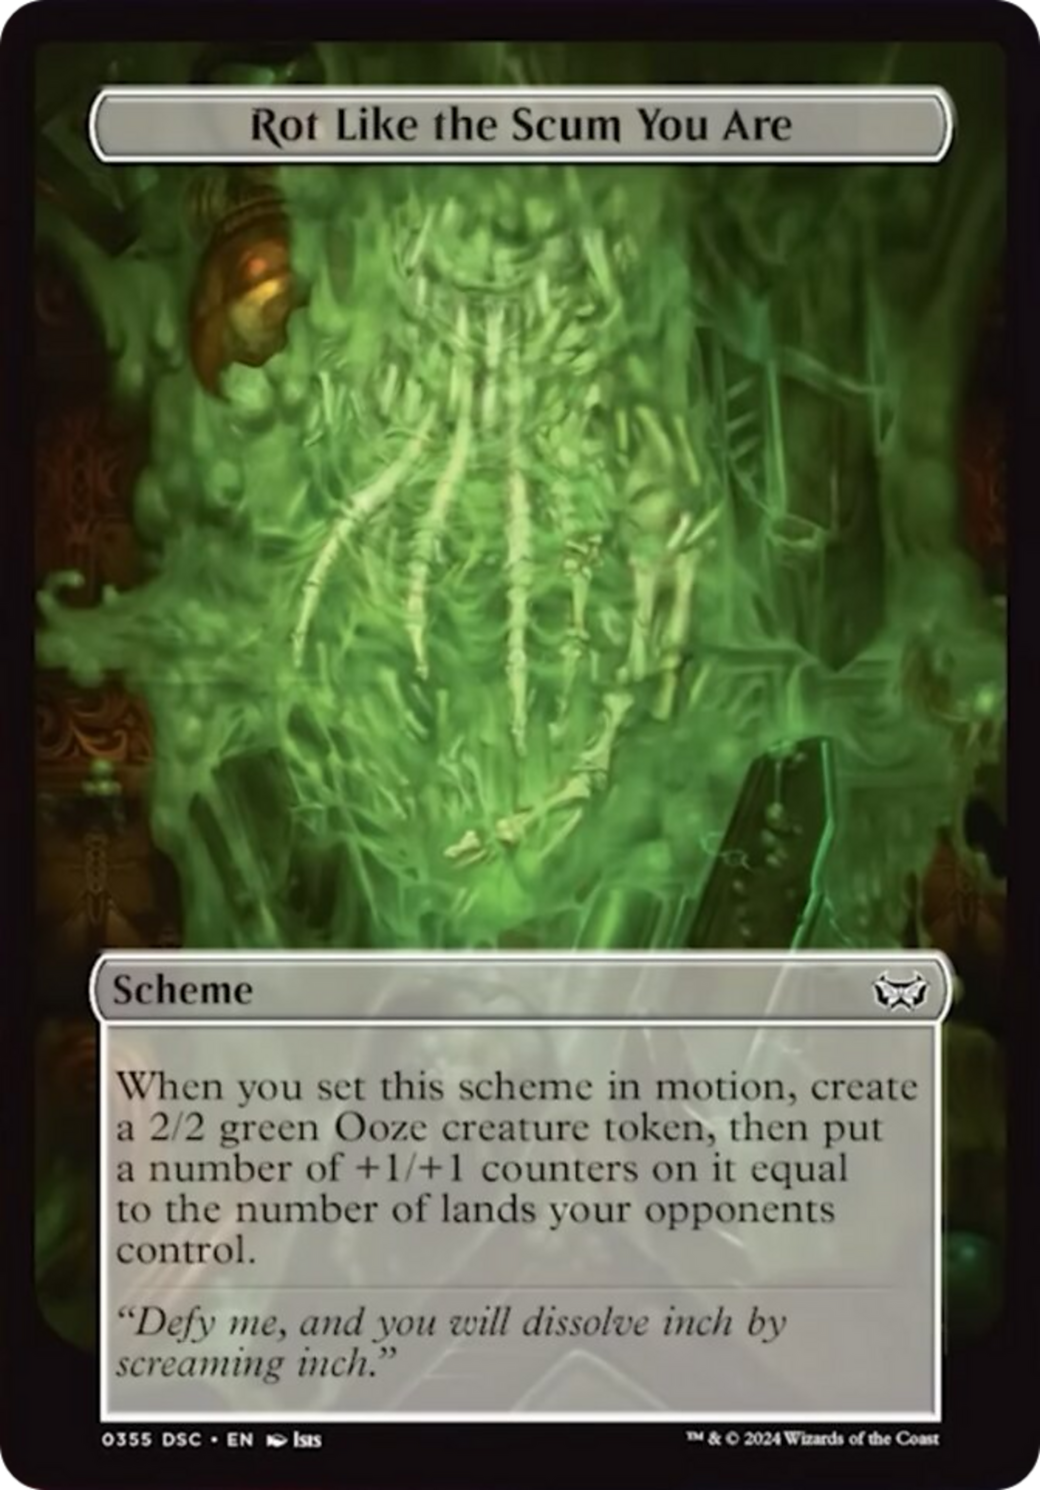 Rot Like the Scum You Are
Scheme
When you set this scheme in motion, create
a 2/2 green Ooze creature token, then put
a number of +1/+1 counters on it equal
to the number of lands your opponents
control.
“Defy me, and you will dissolve inch by
screaming inch.”
0355 DSC • EN Isis
™ & © 2024 Wizards of the Coast